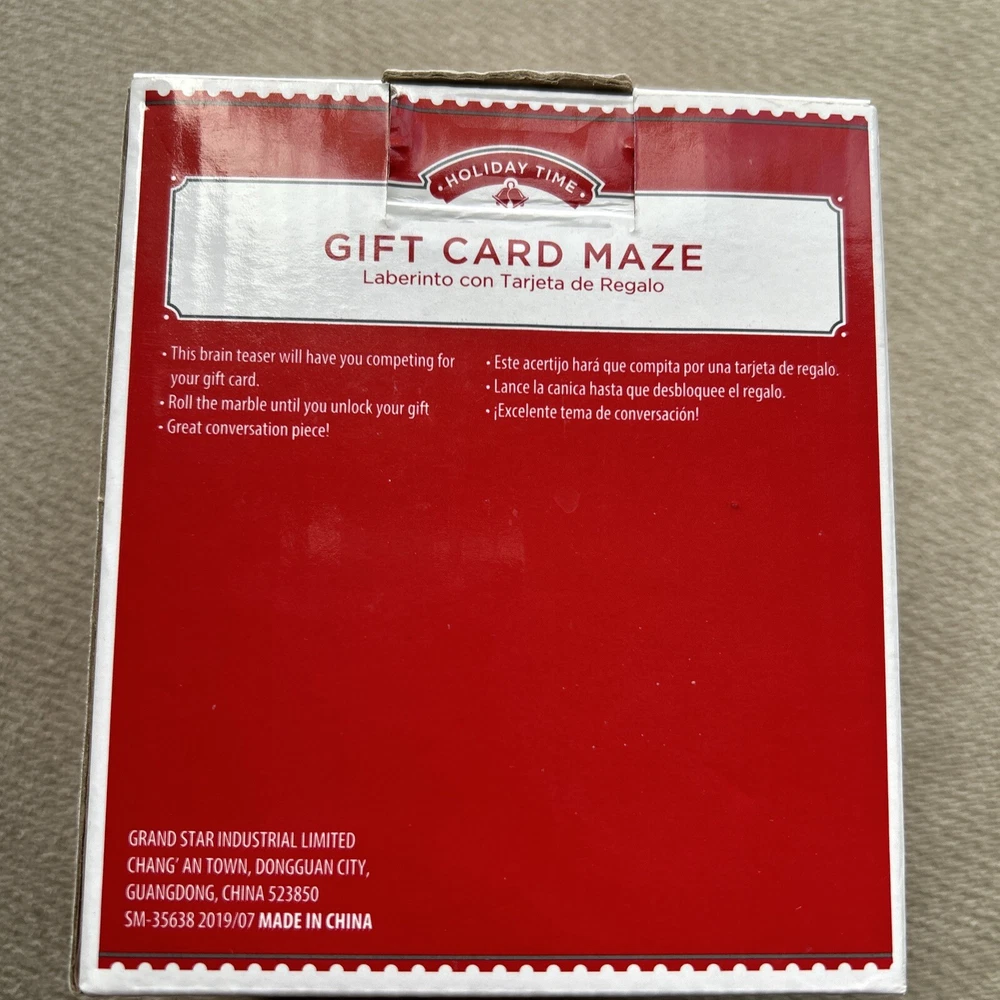 • HOLIDAY TIME •
GIFT CARD MAZE
Laberinto con Tarjeta de Regalo
• This brain teaser will have you competing for
your gift card.
• Roll the marble until you unlock your gift
• Great conversation piece!
• Este acertijo hará que compita por una tarjeta de regalo.
• Lance la canica hasta que desbloquee el regalo.
• ¡Excelente tema de conversación!
GRAND STAR INDUSTRIAL LIMITED
CHANG’ AN TOWN, DONGGUAN CITY,
GUANGDONG, CHINA 523850
SM-35638 2019/07 MADE IN CHINA